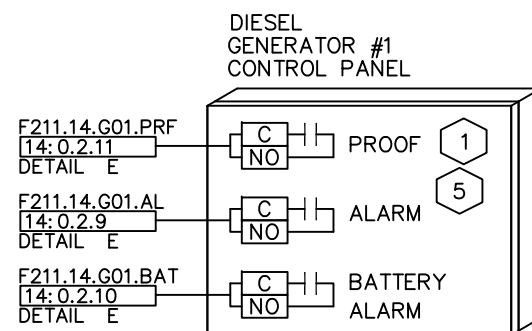 DIESEL
GENERATOR #1
CONTROL PANEL
F211.14.G01.PRF
14: 0.2.11
DETAIL E
C
NO
PROOF
1
5
F211.14.G01.AL
14: 0.2.9
DETAIL E
C
NO
ALARM
F211.14.G01.BAT
14: 0.2.10
DETAIL E
C
NO
BATTERY
ALARM